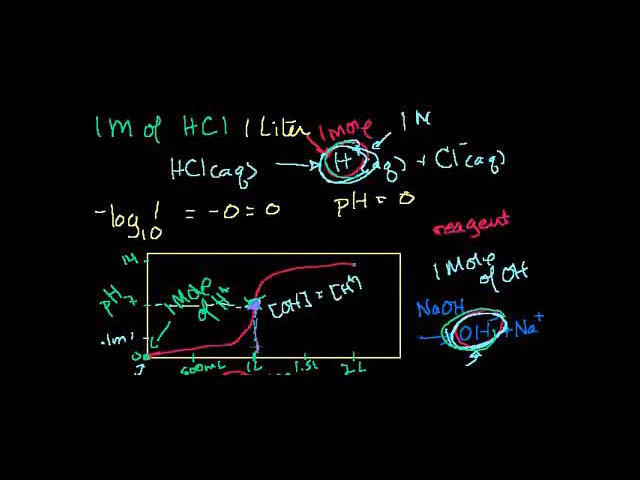 1M of HCl 1 Liter 1 mole 1 M
HCl(aq) → H⁺(aq) + Cl⁻(aq)
-log₁₀ 1 = -0 = 0 pH = 0
reagent
1 Mole
of OH
NaOH
→ OH⁻ + Na⁺
14
pH 7
1 Mole
of H⁺
[OH] = [H⁺]
0
500mL 1L 1.5L 2L